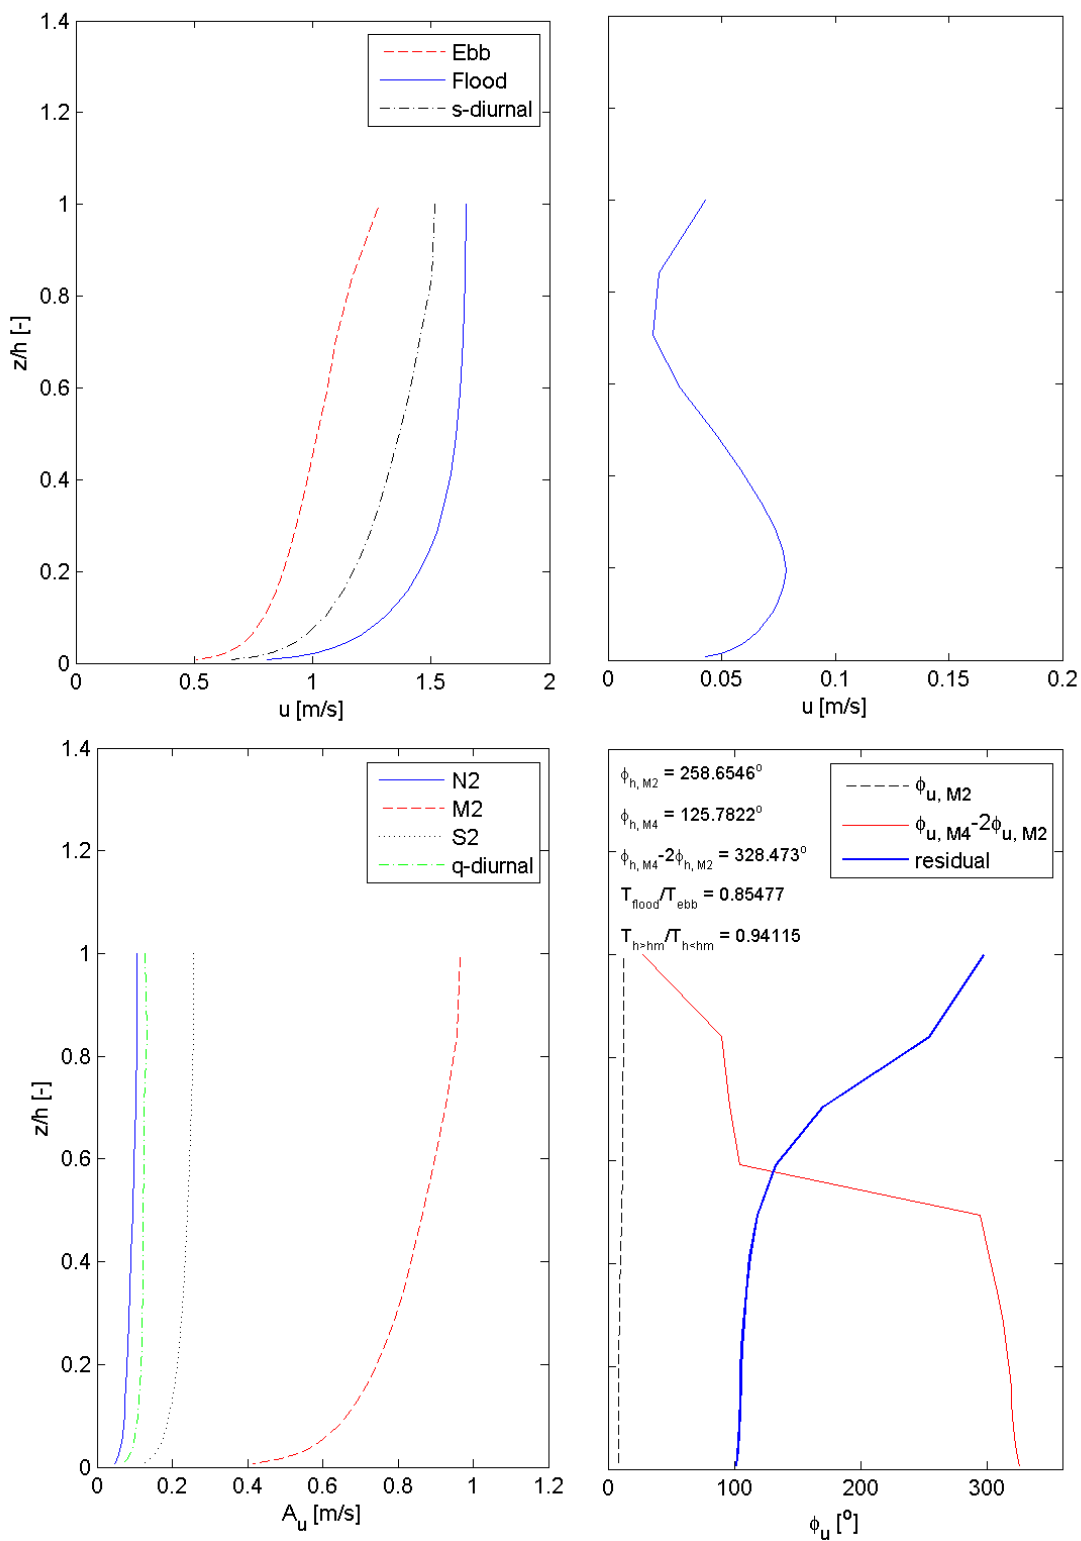 1.4
1.2
1
0.8
0.6
0.4
0.2
0
z/h [-]
Ebb
Flood
s-diurnal
0.5
1
1.5
2
u [m/s]
0
0.05
0.1
0.15
0.2
u [m/s]
1.4
1.2
1
0.8
0.6
0.4
0.2
0
z/h [-]
N2
M2
S2
q-diurnal
0
0.2
0.4
0.6
0.8
1
1.2
A_u [m/s]
ϕ_h, M2 = 258.6546°
ϕ_h, M4 = 125.7822°
ϕ_h, M4-2ϕ_h, M2 = 328.473°
T_flood/T_ebb = 0.85477
T_h>hm/T_h<hm = 0.94115
ϕ_u, M2
ϕ_u, M4-2ϕ_u, M2
residual
0
100
200
300
ϕ_u [°]